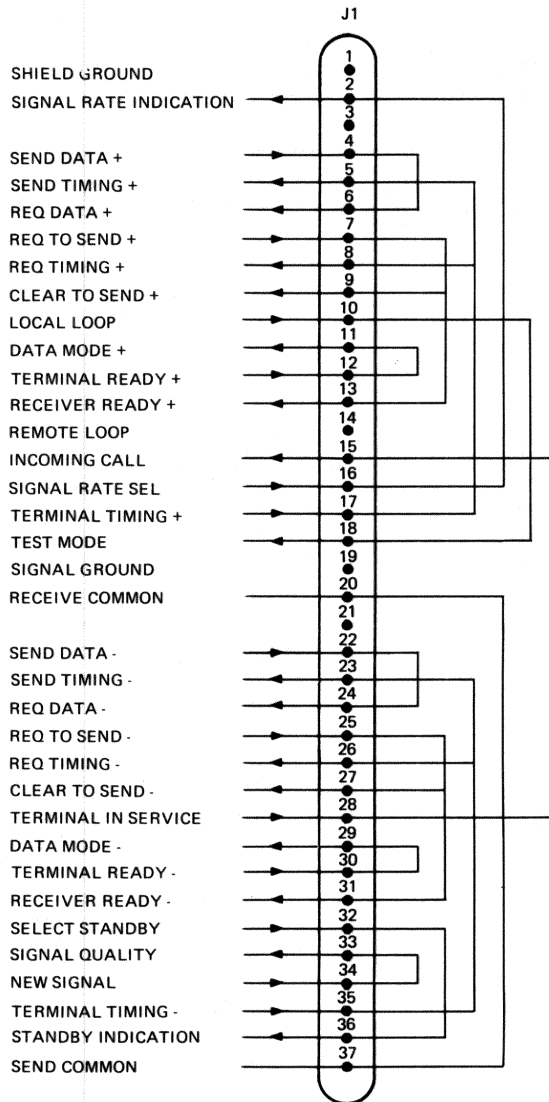 J1
1
SHIELD GROUND
2
SIGNAL RATE INDICATION
3
4
SEND DATA +
5
SEND TIMING +
6
REQ DATA +
7
REQ TO SEND +
8
REQ TIMING +
9
CLEAR TO SEND +
10
LOCAL LOOP
11
DATA MODE +
12
TERMINAL READY +
13
RECEIVER READY +
14
REMOTE LOOP
15
INCOMING CALL
16
SIGNAL RATE SEL
17
TERMINAL TIMING +
18
TEST MODE
19
SIGNAL GROUND
20
RECEIVE COMMON
21
22
SEND DATA -
23
SEND TIMING -
24
REQ DATA -
25
REQ TO SEND -
26
REQ TIMING -
27
CLEAR TO SEND -
28
TERMINAL IN SERVICE
29
DATA MODE -
30
TERMINAL READY -
31
RECEIVER READY -
32
SELECT STANDBY
33
SIGNAL QUALITY
34
NEW SIGNAL
35
TERMINAL TIMING -
36
STANDBY INDICATION
37
SEND COMMON